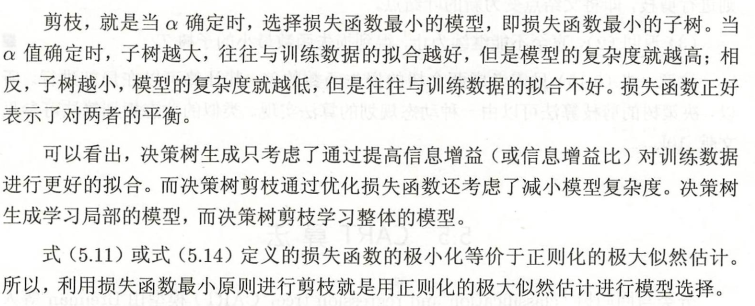 剪枝，就是当 α 确定时，选择损失函数最小的模型，即损失函数最小的子树。当
α 值确定时，子树越大，往往与训练数据的拟合越好，但是模型的复杂度就越高；相
反，子树越小，模型的复杂度就越低，但是往往与训练数据的拟合不好。损失函数正好
表示了对两者的平衡。
可以看出，决策树生成只考虑了通过提高信息增益（或信息增益比）对训练数据
进行更好的拟合。而决策树剪枝通过优化损失函数还考虑了减小模型复杂度。决策树
生成学习局部的模型，而决策树剪枝学习整体的模型。
式（5.11）或式（5.14）定义的损失函数的极小化等价于正则化的极大似然估计。
所以，利用损失函数最小原则进行剪枝就是用正则化的极大似然估计进行模型选择。